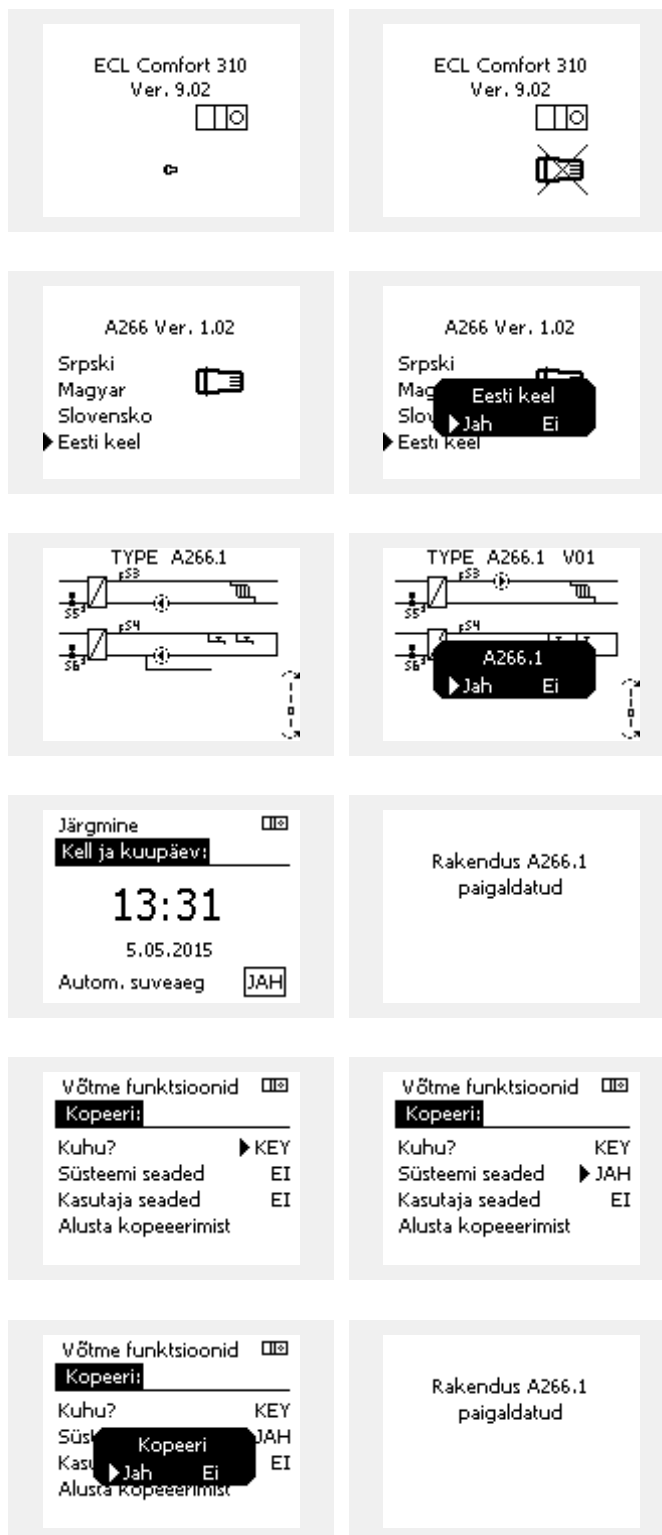 ECL Comfort 310
Ver. 9.02
ECL Comfort 310
Ver. 9.02
A266 Ver. 1.02
Srpski
Magyar
Slovensko
Eesti keel
A266 Ver. 1.02
Srpski
Mag
Slov
Eesti keel
Eesti keel
Jah Ei
TYPE A266.1
S3
S5
S4
S6
TYPE A266.1 V01
S3
S5
S4
S6
A266.1
Jah Ei
Järgmine
Kell ja kuupäev:
13:31
5.05.2015
Autom. suveaeg JAH
Rakendus A266.1
paigaldatud
Võtme funktsioonid
Kopeeri:
Kuhu? KEY
Süsteemi seaded EI
Kasutaja seaded EI
Alusta kopeeerimist
Võtme funktsioonid
Kopeeri:
Kuhu? KEY
Süsteemi seaded JAH
Kasutaja seaded EI
Alusta kopeeerimist
Võtme funktsioonid
Kopeeri:
Kuhu? KEY
Süst JAH
Kasu EI
Alusta kopeeerimist
Kopeeri
Jah Ei
Rakendus A266.1
paigaldatud